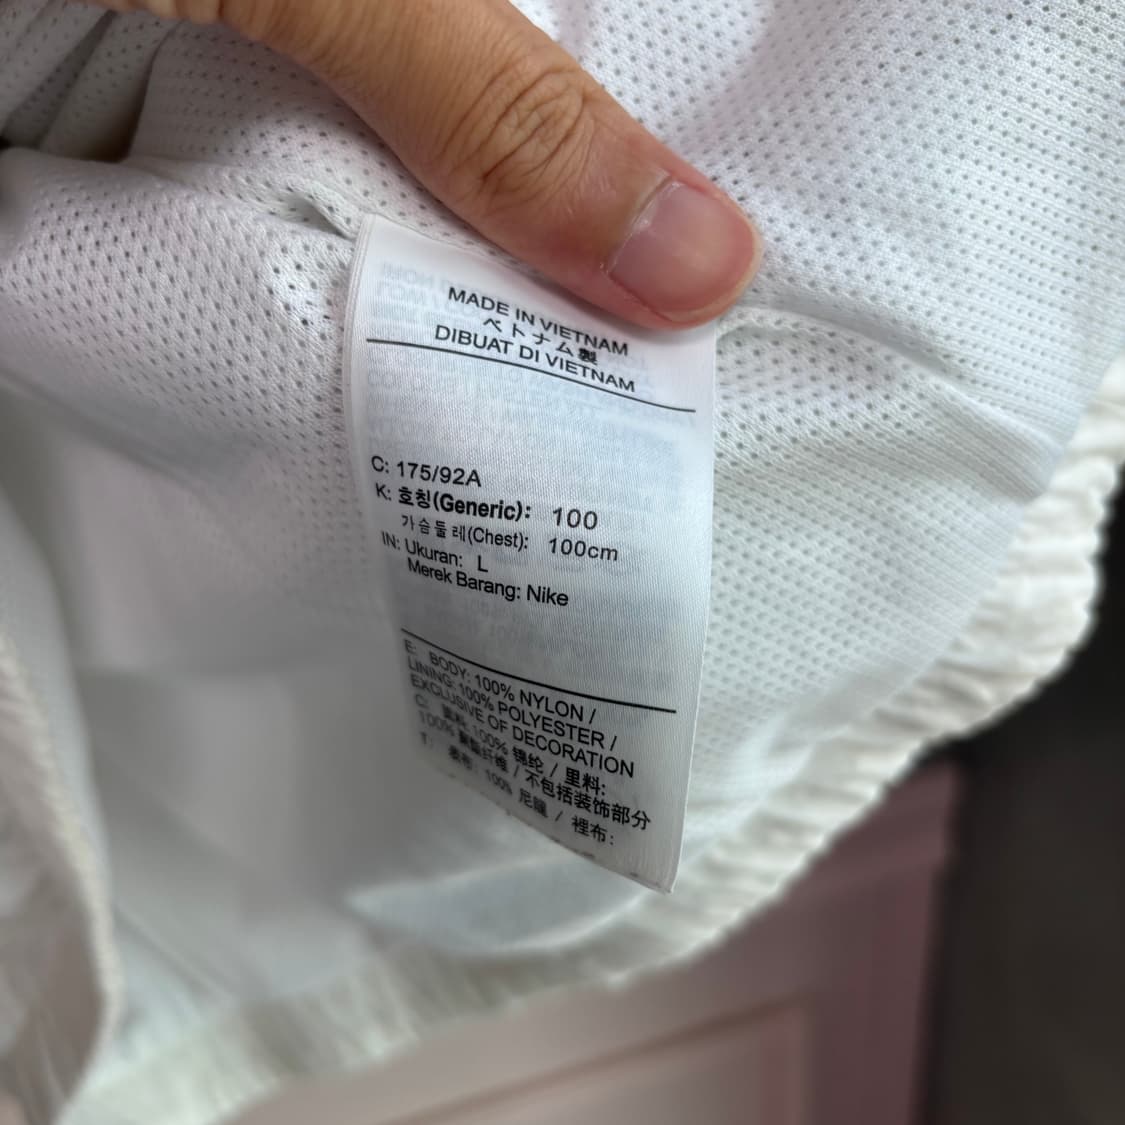 MADE IN VIETNAM
ベトナム製
DIBUAT DI VIETNAM
C: 175/92A
K: 호칭(Generic): 100
가슴둘레(Chest): 100cm
IN: Ukuran: L
Merek Barang: Nike
E: BODY: 100% NYLON /
LINING: 100% POLYESTER /
EXCLUSIVE OF DECORATION
C: 面料: 100% 锦纶 / 里料:
100% 聚酯纤维 / 不包括装饰部分
T: 表布: 100% 尼龍 / 裡布: